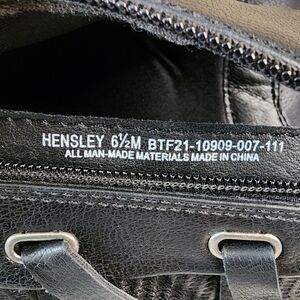 HENSLEY 6½M BTF21-10909-007-111
ALL MAN-MADE MATERIALS MADE IN CHINA